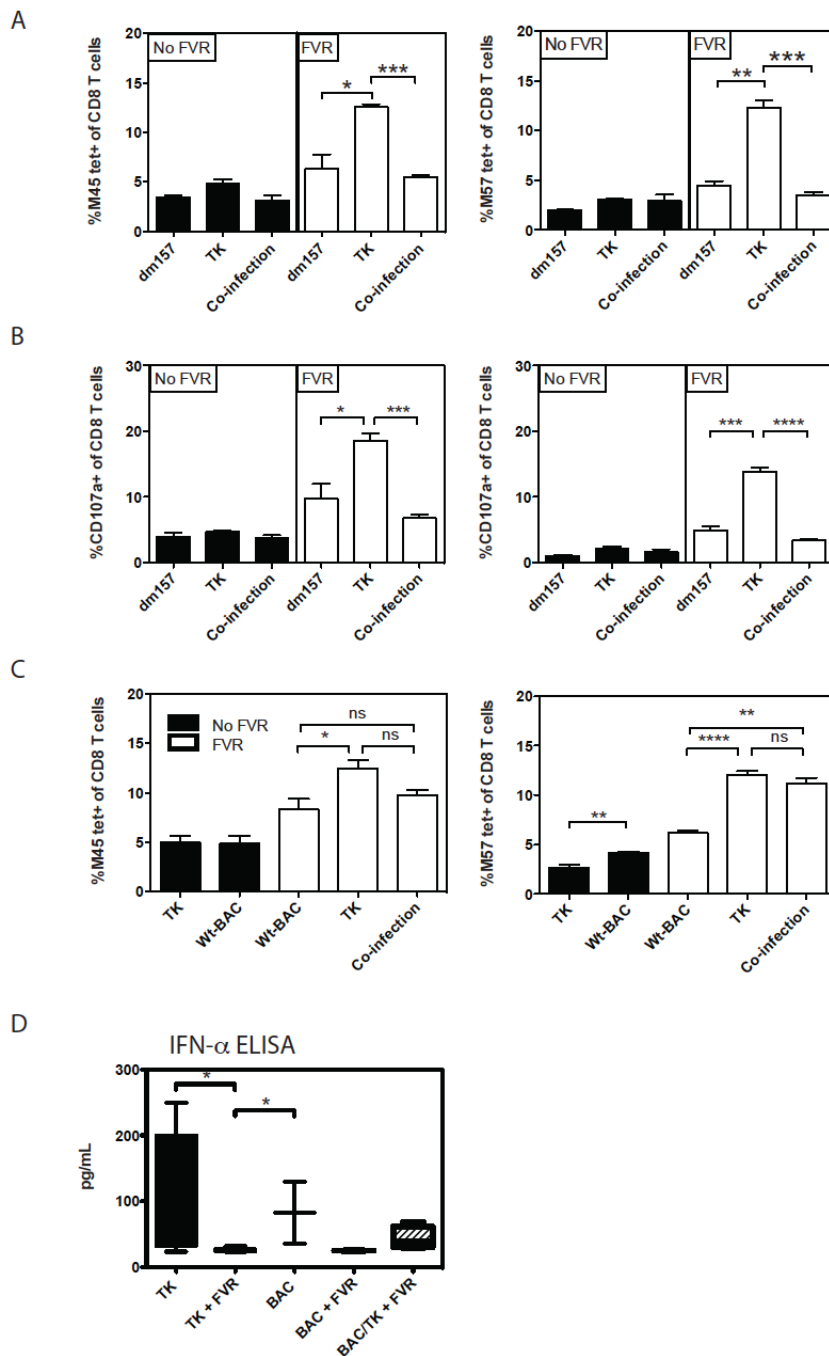 A
No FVR
FVR
%M45 tet+ of CD8 T cells
20
15
10
5
0
*
***
dm157
TK
Co-infection
dm157
TK
Co-infection
No FVR
FVR
%M57 tet+ of CD8 T cells
20
15
10
5
0
**
***
dm157
TK
Co-infection
dm157
TK
Co-infection
B
No FVR
FVR
%CD107a+ of CD8 T cells
30
20
10
0
*
***
dm157
TK
Co-infection
dm157
TK
Co-infection
No FVR
FVR
%CD107a+ of CD8 T cells
30
20
10
0
***
****
dm157
TK
Co-infection
dm157
TK
Co-infection
C
No FVR
FVR
%M45 tet+ of CD8 T cells
20
15
10
5
0
ns
*
ns
TK
Wt-BAC
Wt-BAC
TK
Co-infection
%M57 tet+ of CD8 T cells
20
15
10
5
0
**
**
****
ns
TK
Wt-BAC
Wt-BAC
TK
Co-infection
D
IFN-α ELISA
pg/mL
300
200
100
0
*
*
TK
TK + FVR
BAC
BAC + FVR
BAC/TK + FVR